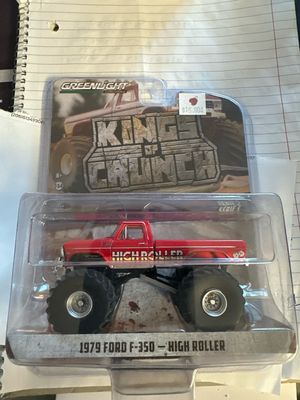 GREENLIGHT
KINGS OF CRUNCH
HIGH ROLLER
1979 FORD F-350 — HIGH ROLLER